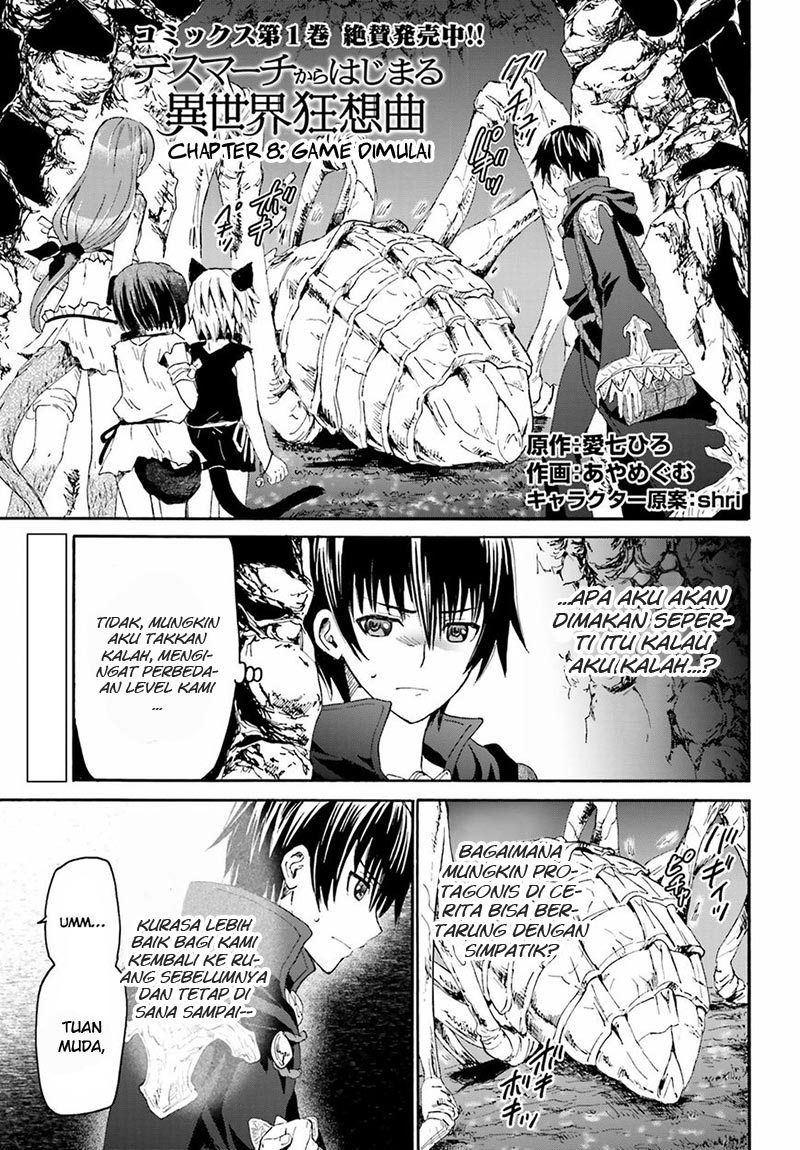 コミックス第1巻 絶賛発売中!!
デスマーチからはじまる
異世界狂想曲
CHAPTER 8: GAME DIMULAI
原作:愛七ひろ
作画:あやめぐむ
キャラクター原案:shri
...APA AKU AKAN
DIMAKAN SEPER-
TI ITU KALAU
AKU KALAH...?
TIDAK, MUNGKIN
AKU TAKKAN
KALAH, MENGI-
NGAT PERBEDA-
AN LEVEL KAMI
...
BAGAIMANA
MUNGKIN PRO-
TAGONIS DI CE-
RITA BISA BER-
TARUNG DENGAN
SIMPATIK?
KURASA LEBIH
BAIK BAGI KAMI
KEMBALI KE RU-
ANG SEBELUMNYA
DAN TETAP DI
SANA SAMPAI--
UMM...
TUAN
MUDA,